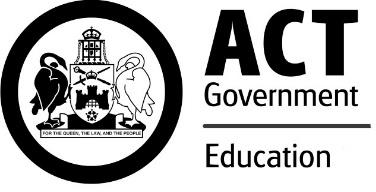 ACT
Government
Education
FOR THE QUEEN, THE LAW, AND THE PEOPLE